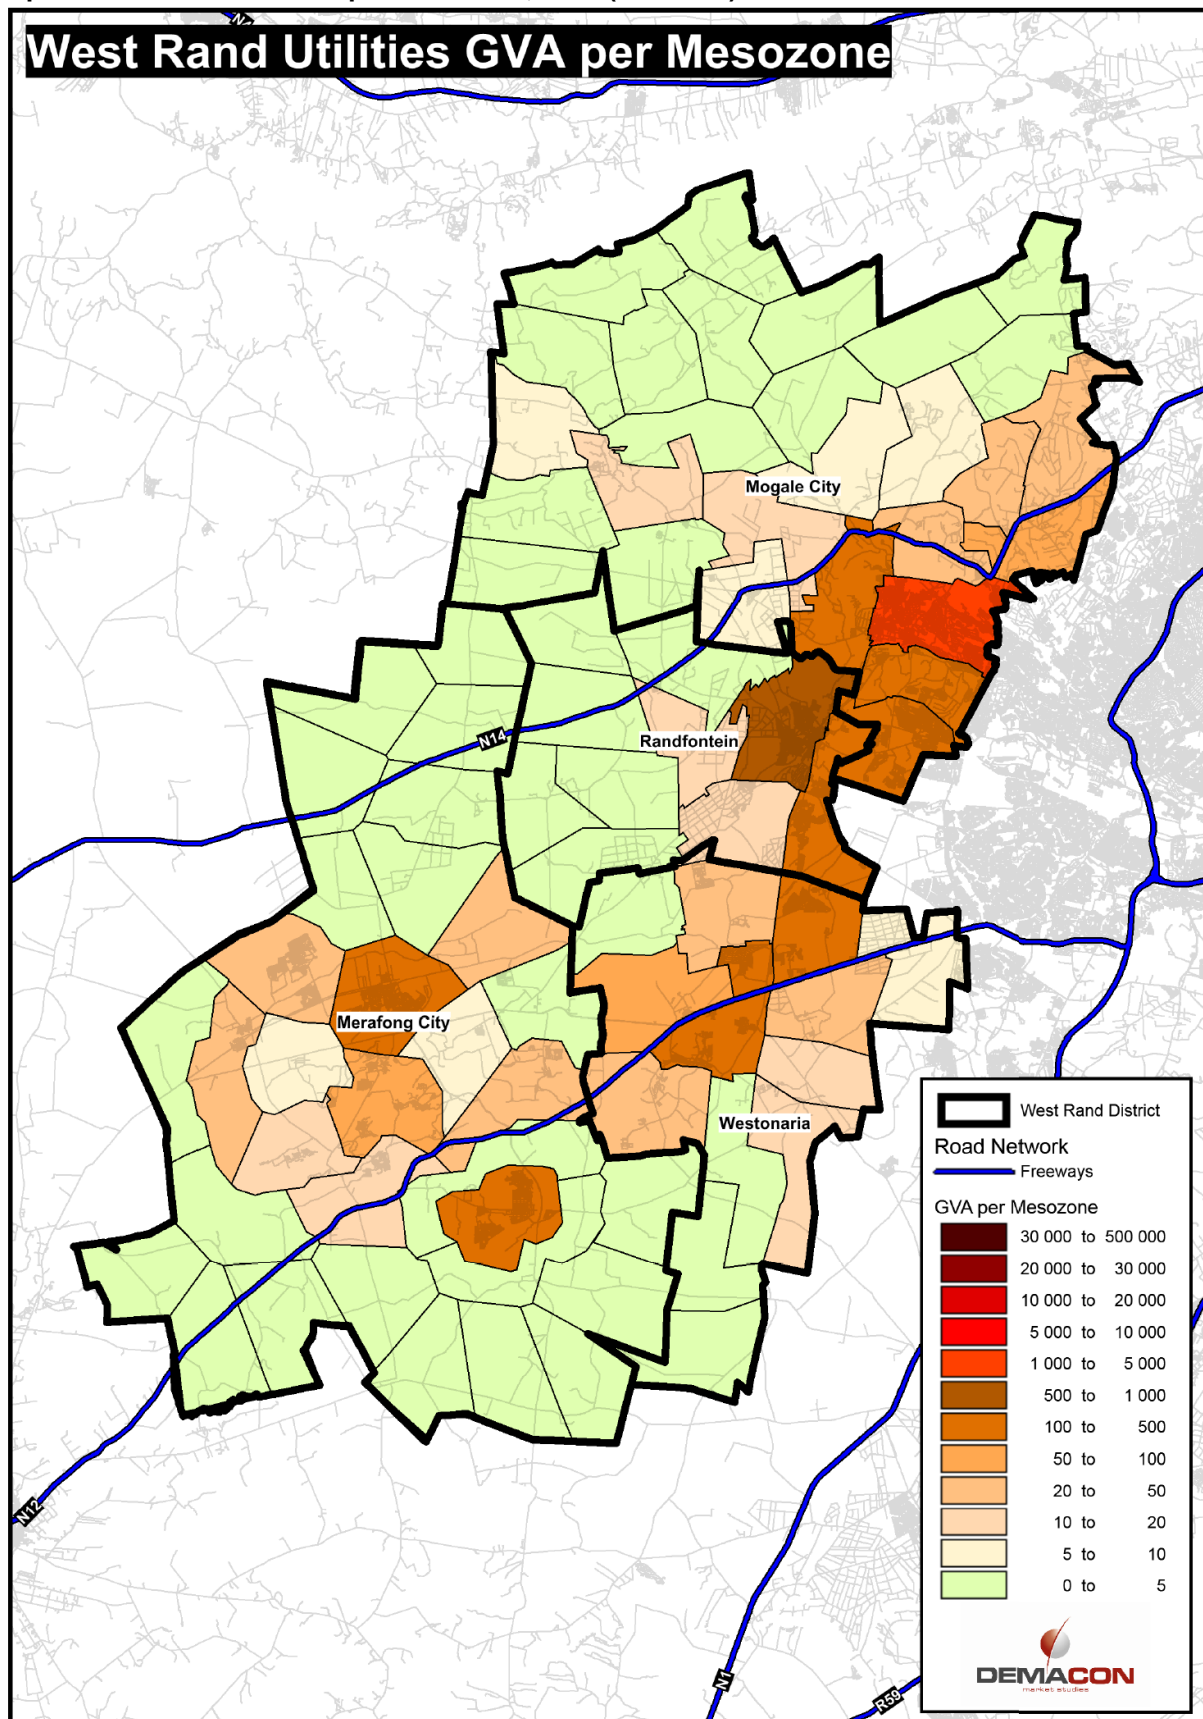 West Rand Utilities GVA per Mesozone
Mogale City
N14
Randfontein
Merafong City
Westonaria
N12
N1
R59
West Rand District
Road Network
Freeways
GVA per Mesozone
30 000 to 500 000
20 000 to 30 000
10 000 to 20 000
5 000 to 10 000
1 000 to 5 000
500 to 1 000
100 to 500
50 to 100
20 to 50
10 to 20
5 to 10
0 to 5
DEMACON
market studies